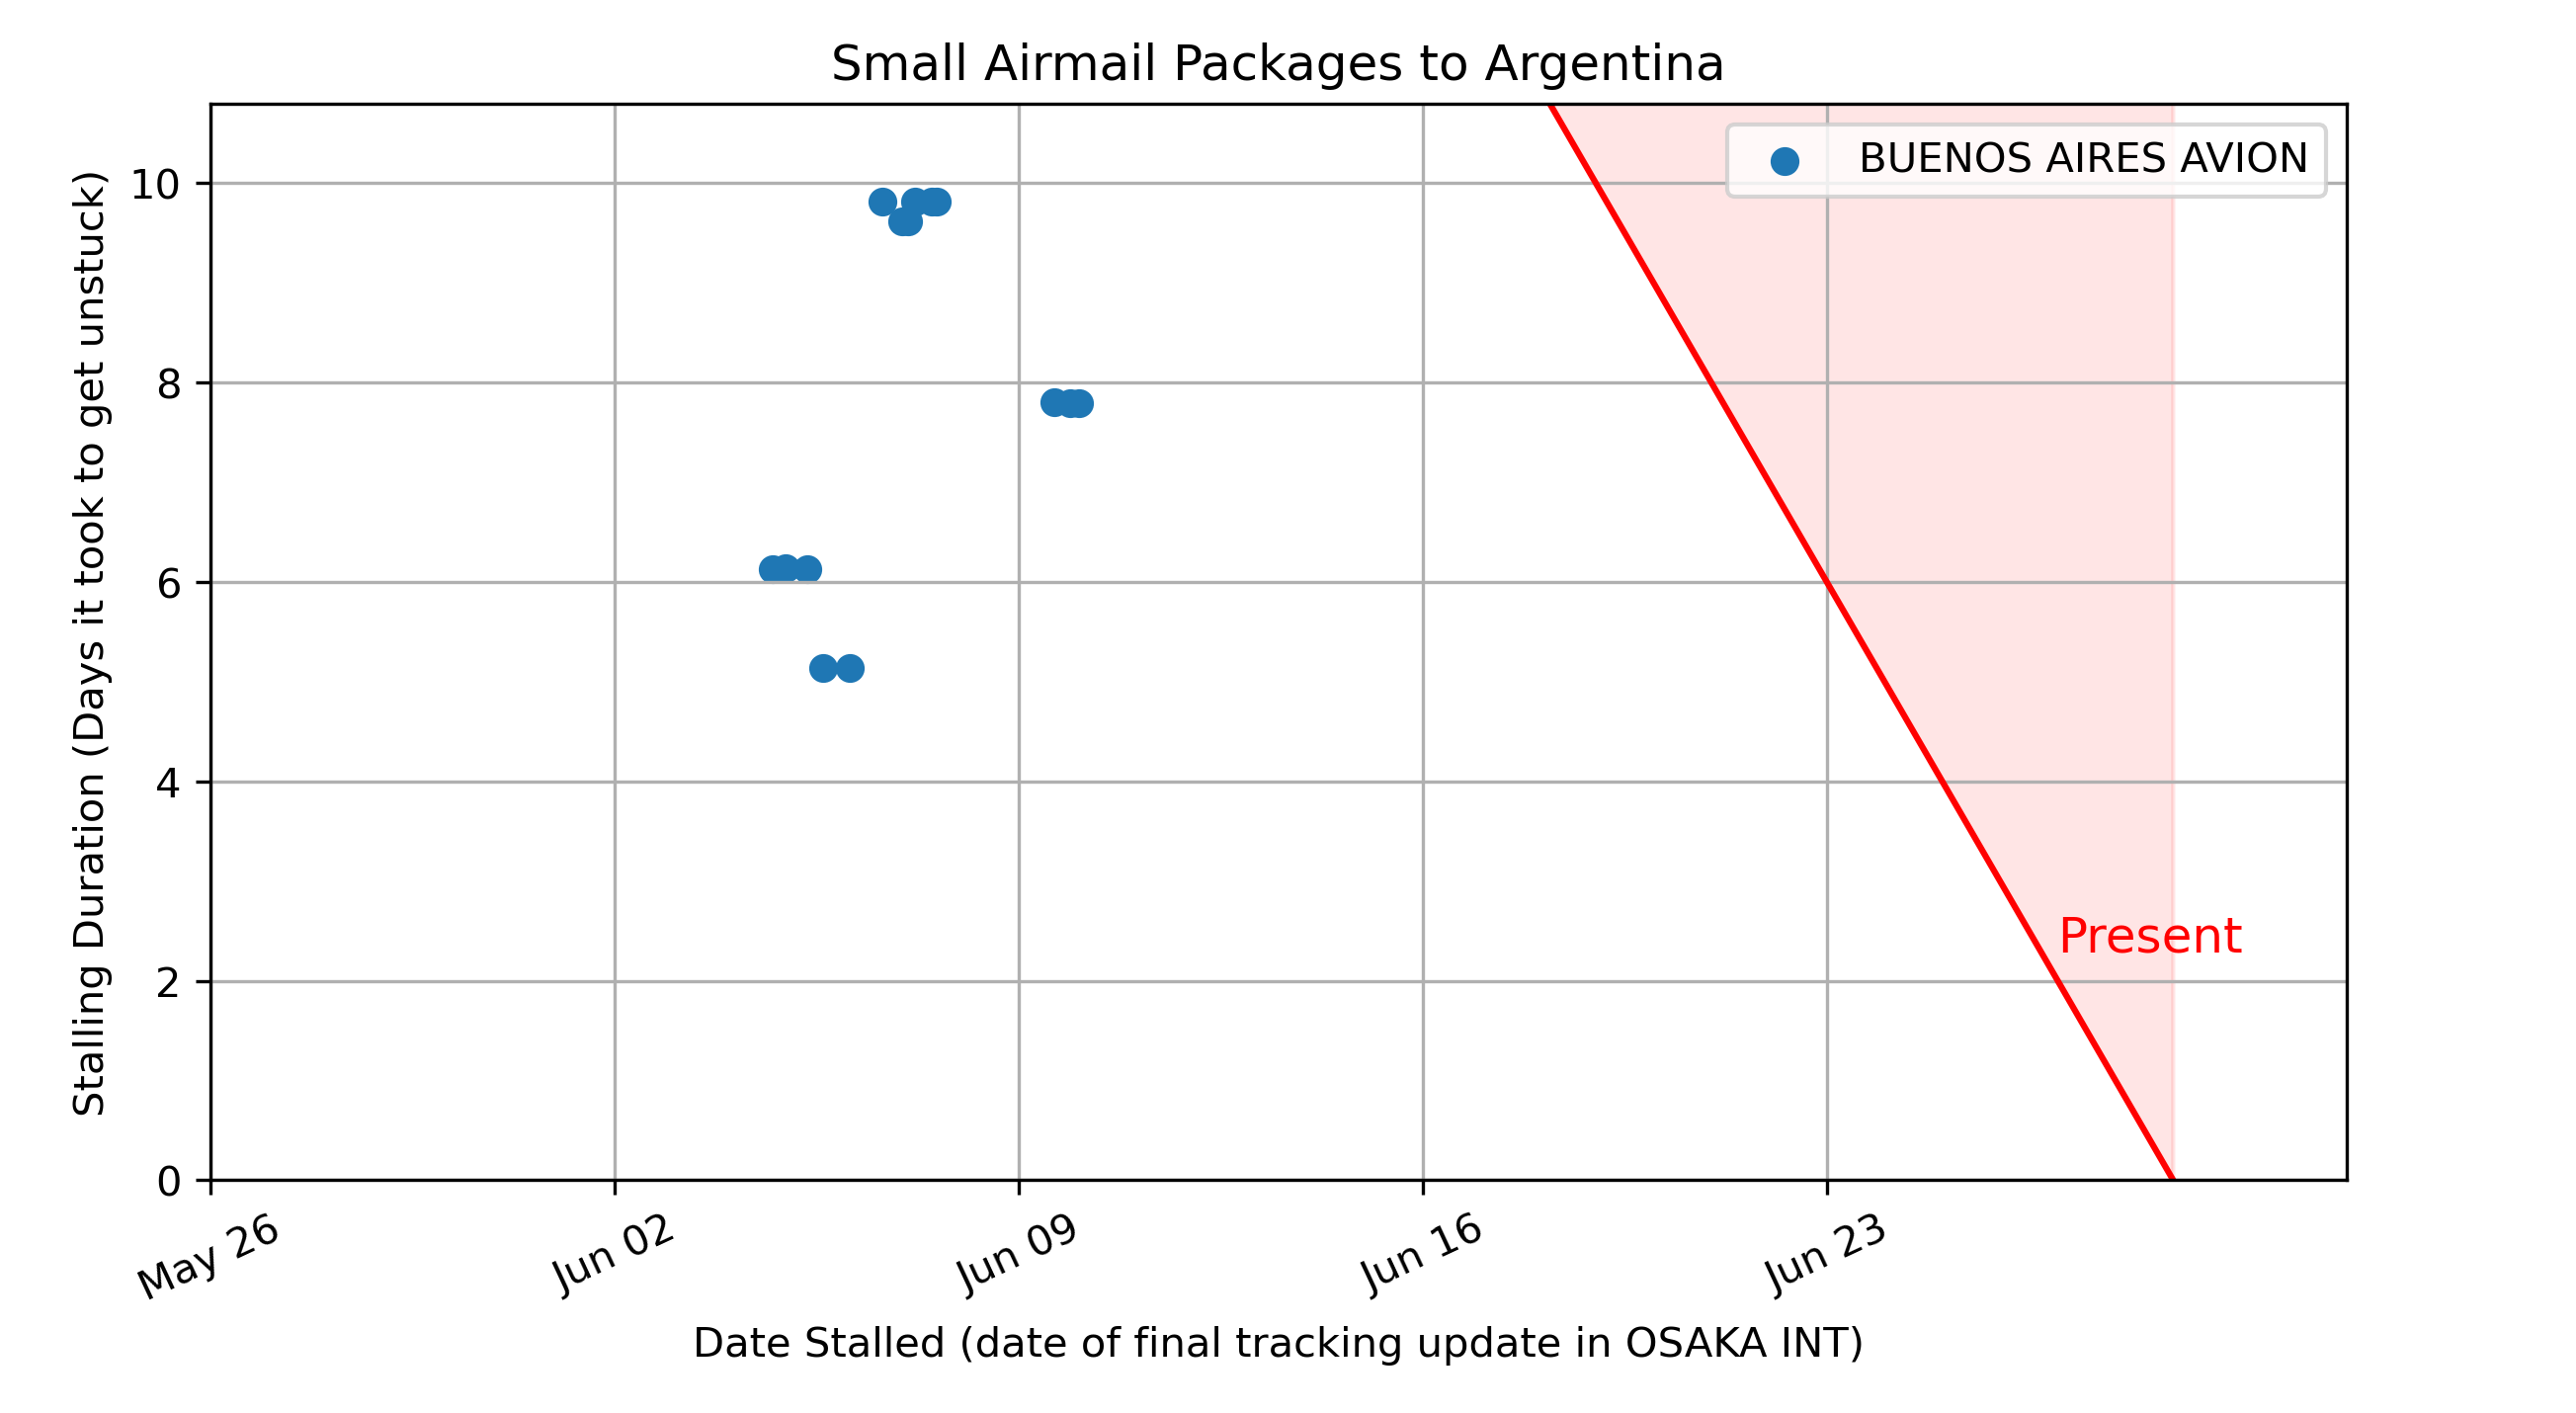 Small Airmail Packages to Argentina
BUENOS AIRES AVION
Stalling Duration (Days it took to get unstuck)
10
8
6
4
2
0
Present
May 26
Jun 02
Jun 09
Jun 16
Jun 23
Date Stalled (date of final tracking update in OSAKA INT)